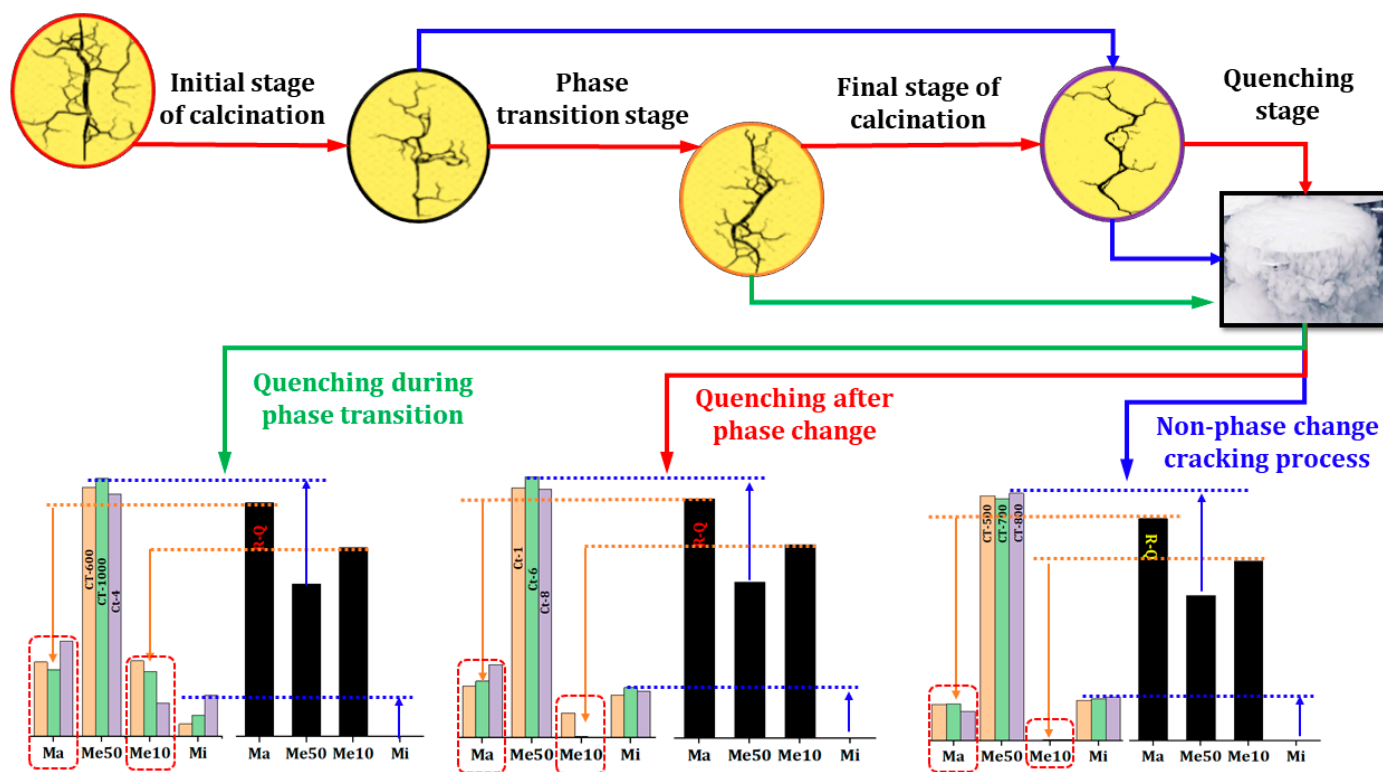 Initial stage
of calcination
Phase
transition stage
Final stage of
calcination
Quenching
stage
Quenching during
phase transition
Quenching after
phase change
Non-phase change
cracking process
CT-600
CT-1000
Ct-4
R-Q
Ma Me50 Me10 Mi
Ma Me50 Me10 Mi
Ct-1
Ct-6
Ct-8
R-Q
Ma Me50 Me10 Mi
Ma Me50 Me10 Mi
CT-500
CT-700
CT-800
R-Q
Ma Me50 Me10 Mi
Ma Me50 Me10 Mi